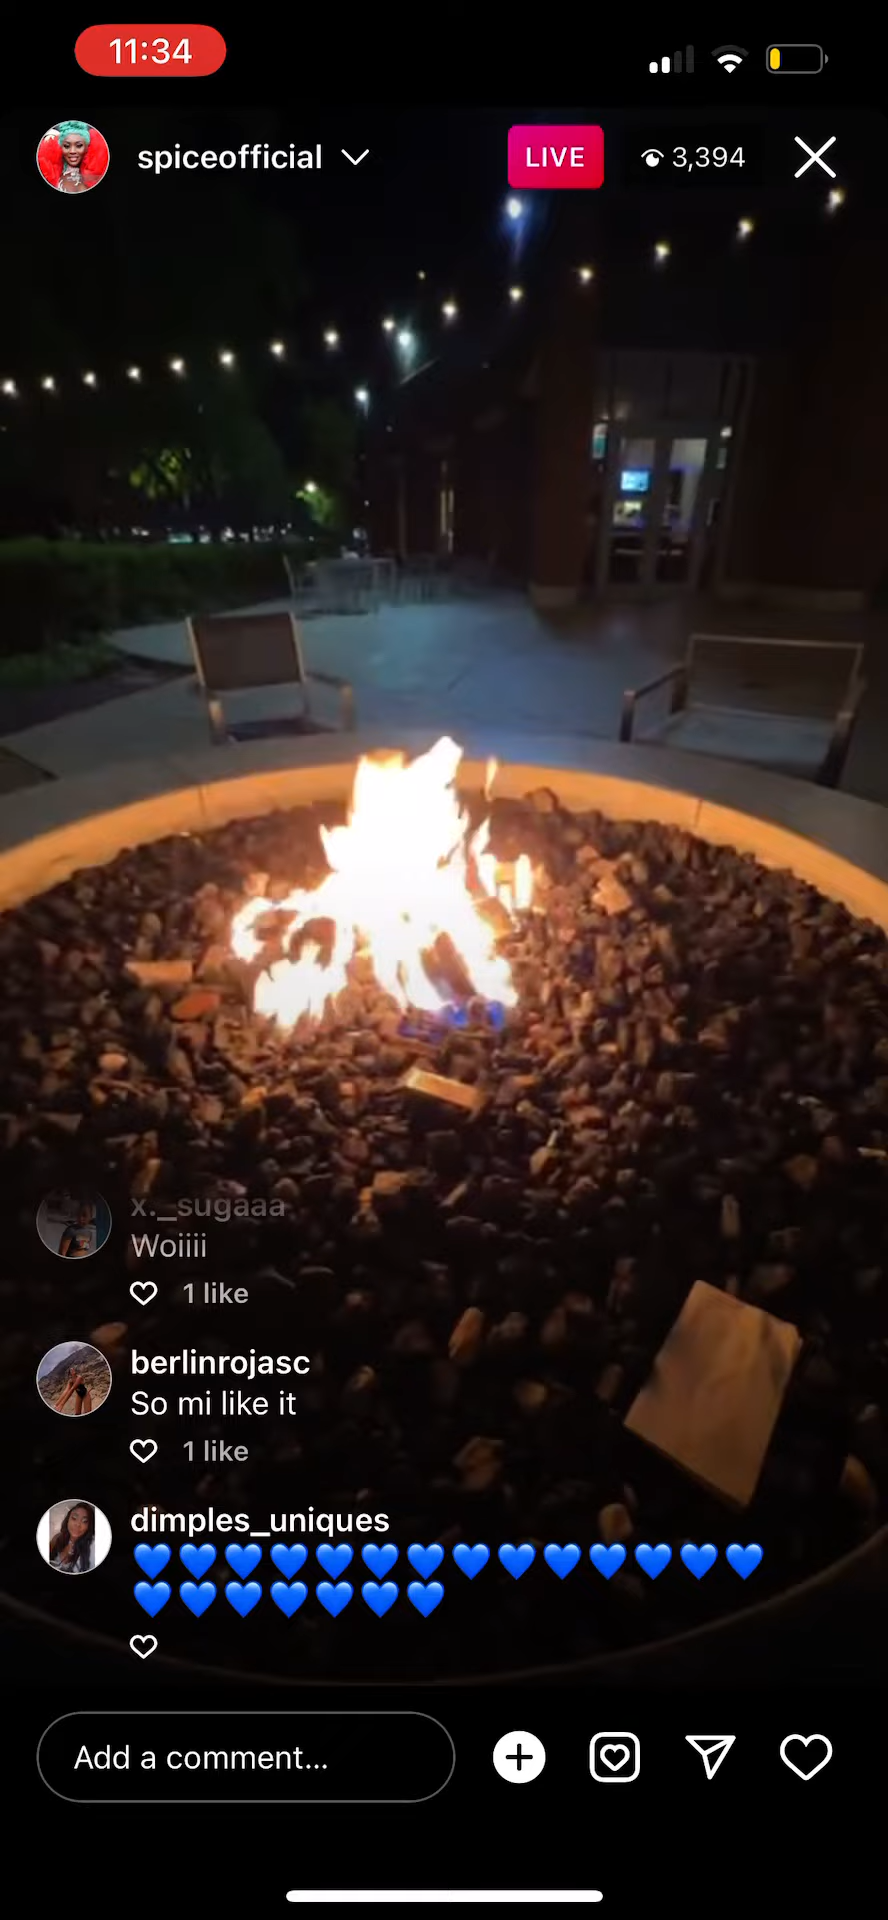 11:34
spiceofficial
LIVE
3,394
x._sugaaa
Woiiii
1 like
berlinrojasc
So mi like it
1 like
dimples_uniques
💙💙💙💙💙💙💙💙💙💙💙💙💙💙
💙💙💙💙💙💙💙
Add a comment...